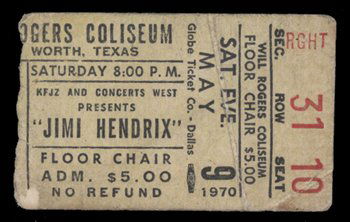 ROGERS COLISEUM
WORTH, TEXAS
SATURDAY 8:00 P.M.
KFJZ AND CONCERTS WEST
PRESENTS
"JIMI HENDRIX"
FLOOR CHAIR
ADM. $5.00
NO REFUND
Globe Ticket Co.-Dallas
SAT. EVE.
MAY
9
1970
WILL ROGERS COLISEUM
FLOOR CHAIR
$5.00
SEC. ROW SEAT
RGHT
31
10